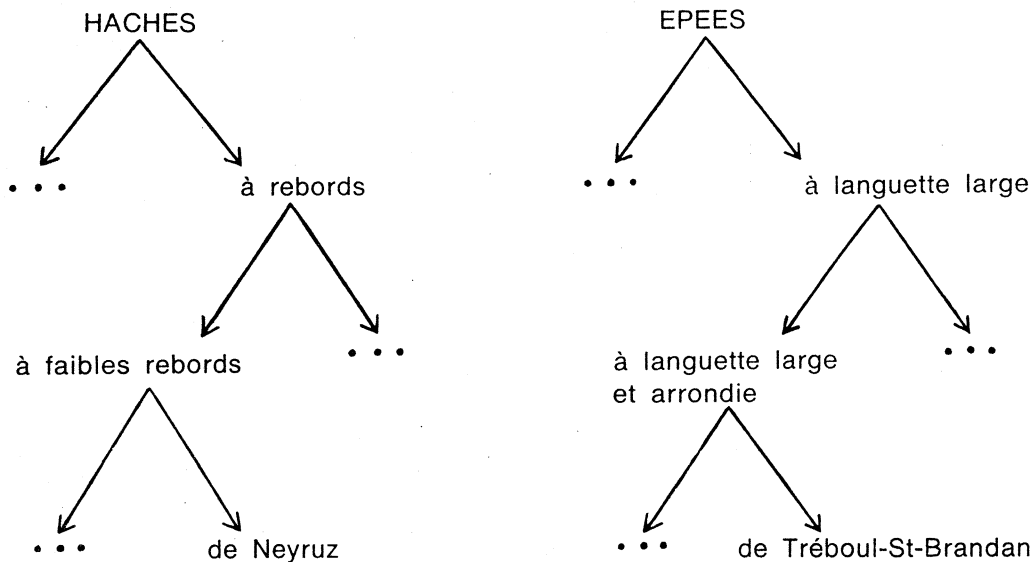 HACHES
EPEES
• • •
à rebords
• • •
à languette large
à faibles rebords
• • •
à languette large
et arrondie
• • •
• • •
de Neyruz
• • •
de Tréboul-St-Brandan